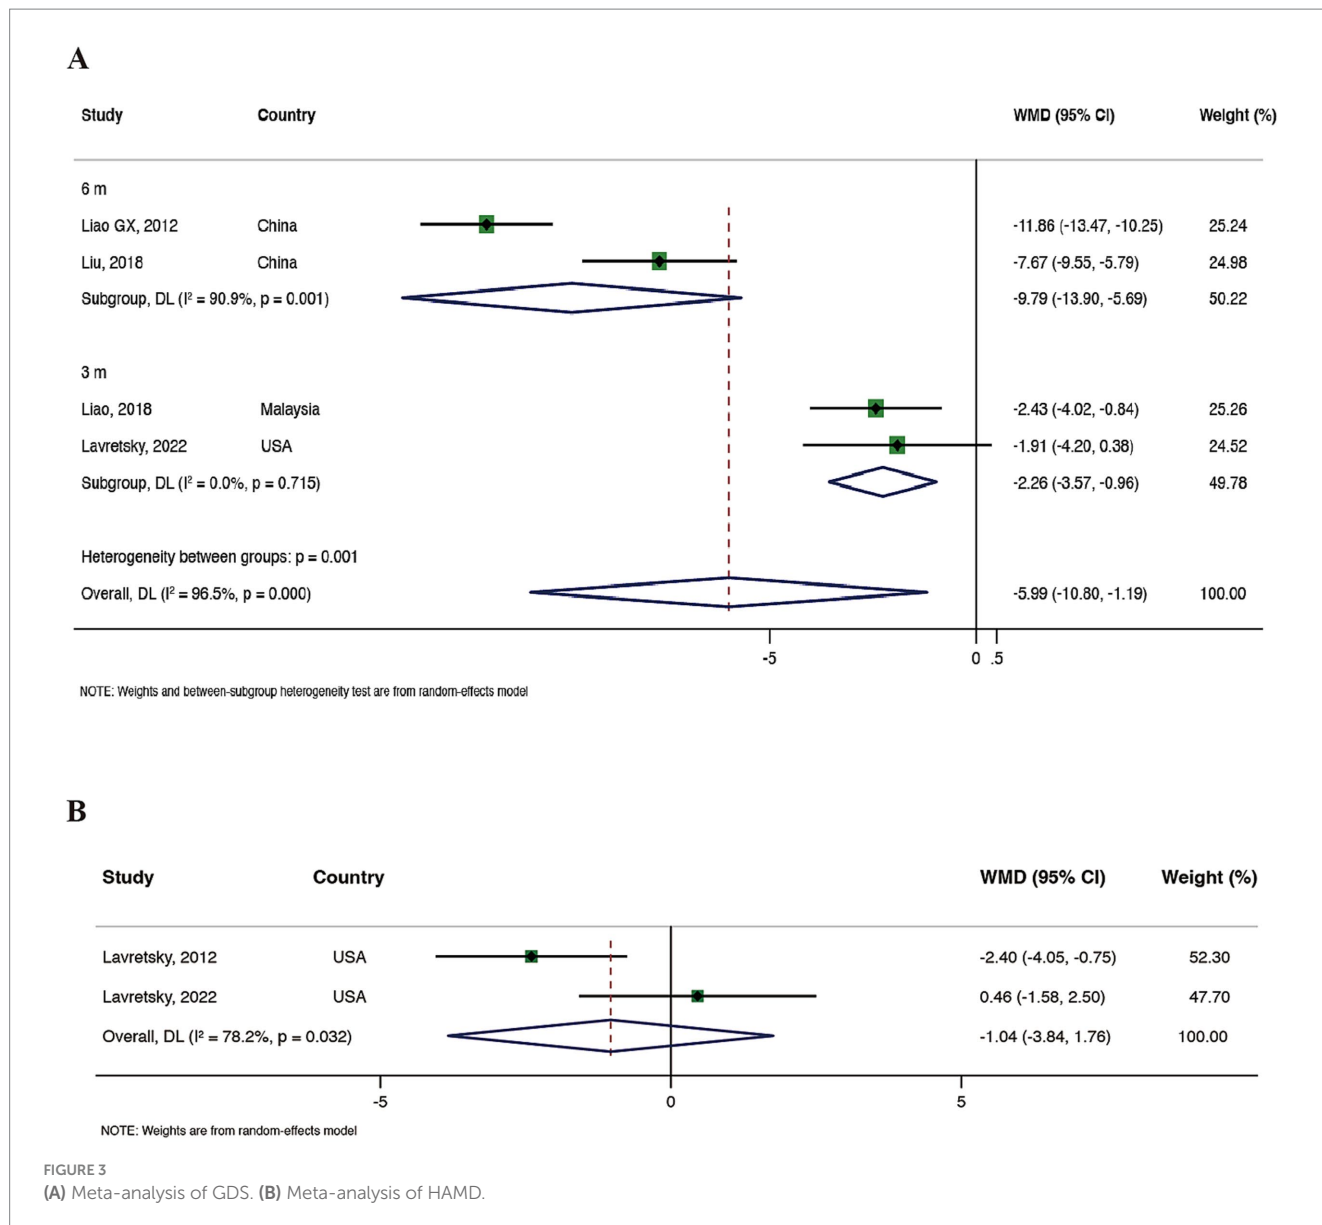 A
Study Country WMD (95% CI) Weight (%)
6 m
Liao GX, 2012 China -11.86 (-13.47, -10.25) 25.24
Liu, 2018 China -7.67 (-9.55, -5.79) 24.98
Subgroup, DL (I² = 90.9%, p = 0.001) -9.79 (-13.90, -5.69) 50.22
3 m
Liao, 2018 Malaysia -2.43 (-4.02, -0.84) 25.26
Lavretsky, 2022 USA -1.91 (-4.20, 0.38) 24.52
Subgroup, DL (I² = 0.0%, p = 0.715) -2.26 (-3.57, -0.96) 49.78
Heterogeneity between groups: p = 0.001
Overall, DL (I² = 96.5%, p = 0.000) -5.99 (-10.80, -1.19) 100.00
-5 0 .5
NOTE: Weights and between-subgroup heterogeneity test are from random-effects model
B
Study Country WMD (95% CI) Weight (%)
Lavretsky, 2012 USA -2.40 (-4.05, -0.75) 52.30
Lavretsky, 2022 USA 0.46 (-1.58, 2.50) 47.70
Overall, DL (I² = 78.2%, p = 0.032) -1.04 (-3.84, 1.76) 100.00
-5 0 5
NOTE: Weights are from random-effects model
FIGURE 3
(A) Meta-analysis of GDS. (B) Meta-analysis of HAMD.